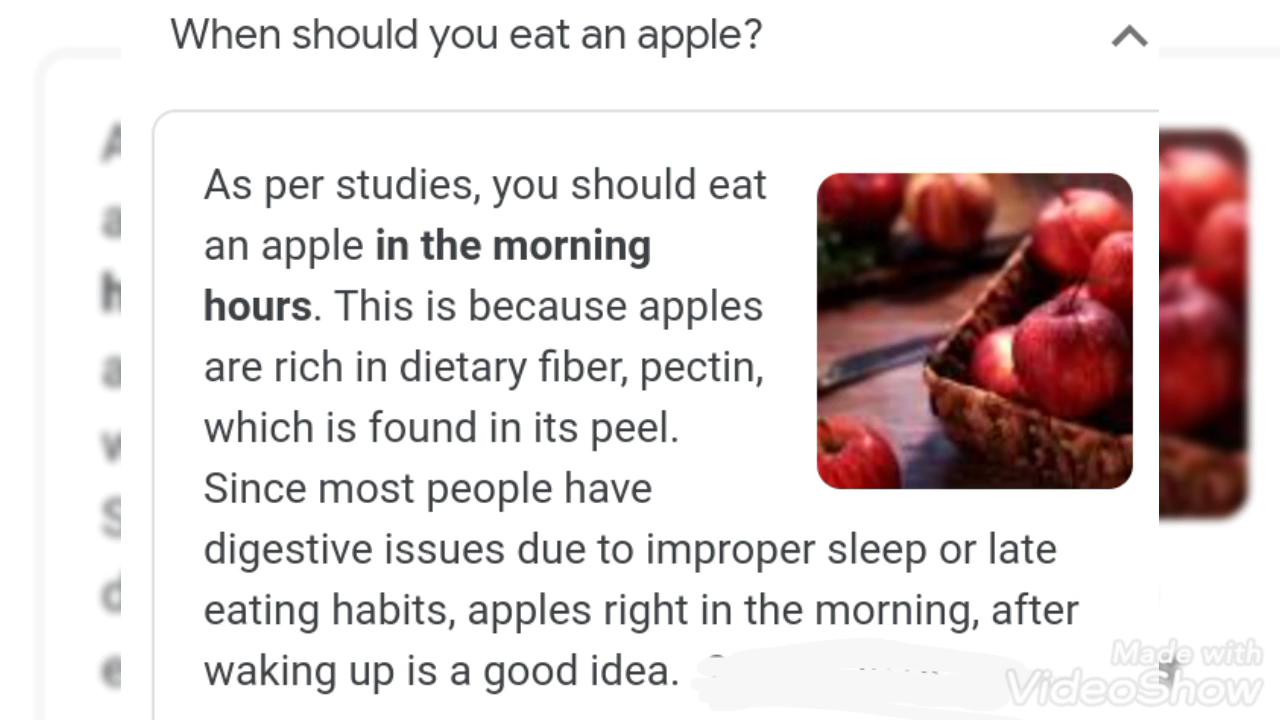 When should you eat an apple?
As per studies, you should eat
an apple in the morning
hours. This is because apples
are rich in dietary fiber, pectin,
which is found in its peel.
Since most people have
digestive issues due to improper sleep or late
eating habits, apples right in the morning, after
waking up is a good idea.
Made with
VideoShow